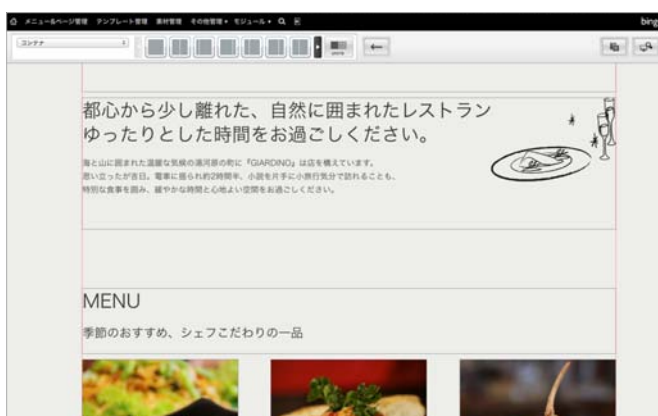 メニュー&ページ管理 テンプレート管理 素材管理 その他管理 モジュール bing
コンテナ
都心から少し離れた、自然に囲まれたレストラン
ゆったりとした時間をお過ごしください。
海と山に囲まれた温暖な気候の湯河原の町に『GIARDINO』は店を構えています。
思い立ったが吉日。電車に揺られ約2時間半、小説を片手に小旅行気分で訪れることも、
特別な食事を囲み、緩やかな時間と心地よい空間をお過ごしください。
MENU
季節のおすすめ、シェフこだわりの一品